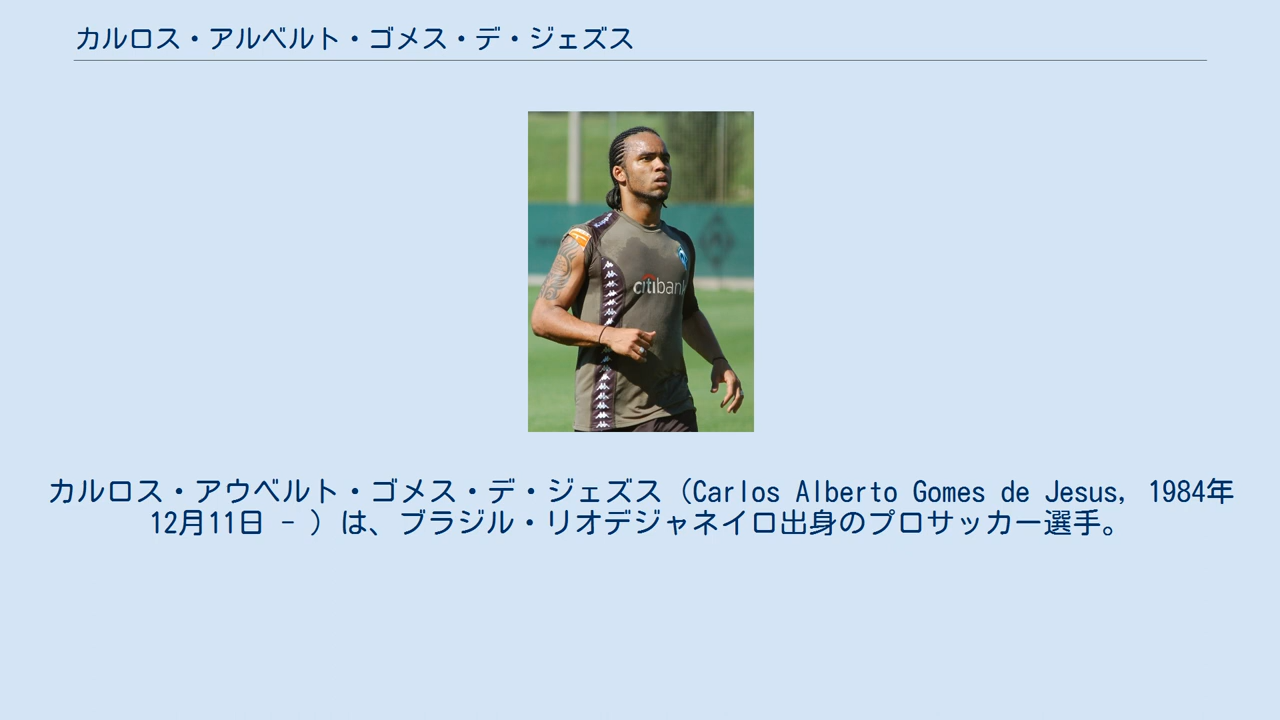 カルロス・アルベルト・ゴメス・デ・ジェズス
Kappa
citibank
カルロス・アウベルト・ゴメス・デ・ジェズス（Carlos Alberto Gomes de Jesus, 1984年
12月11日 - ）は、ブラジル・リオデジャネイロ出身のプロサッカー選手。